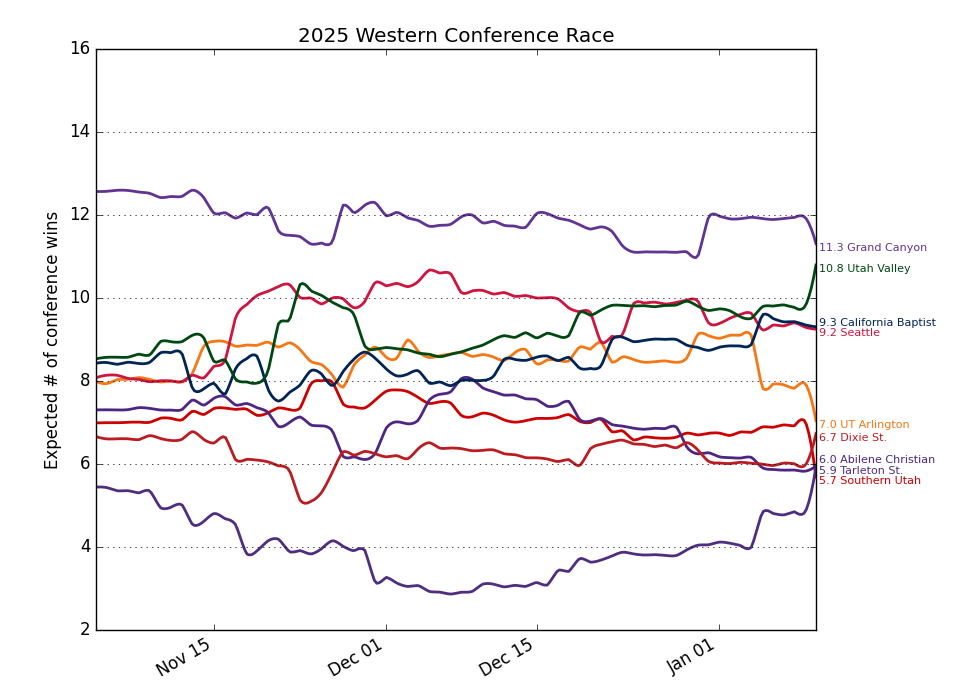 2025 Western Conference Race
Expected # of conference wins
16
14
12
10
8
6
4
2
Nov 15
Dec 01
Dec 15
Jan 01
11.3 Grand Canyon
10.8 Utah Valley
9.3 California Baptist
9.2 Seattle
7.0 UT Arlington
6.7 Dixie St.
6.0 Abilene Christian
5.9 Tarleton St.
5.7 Southern Utah